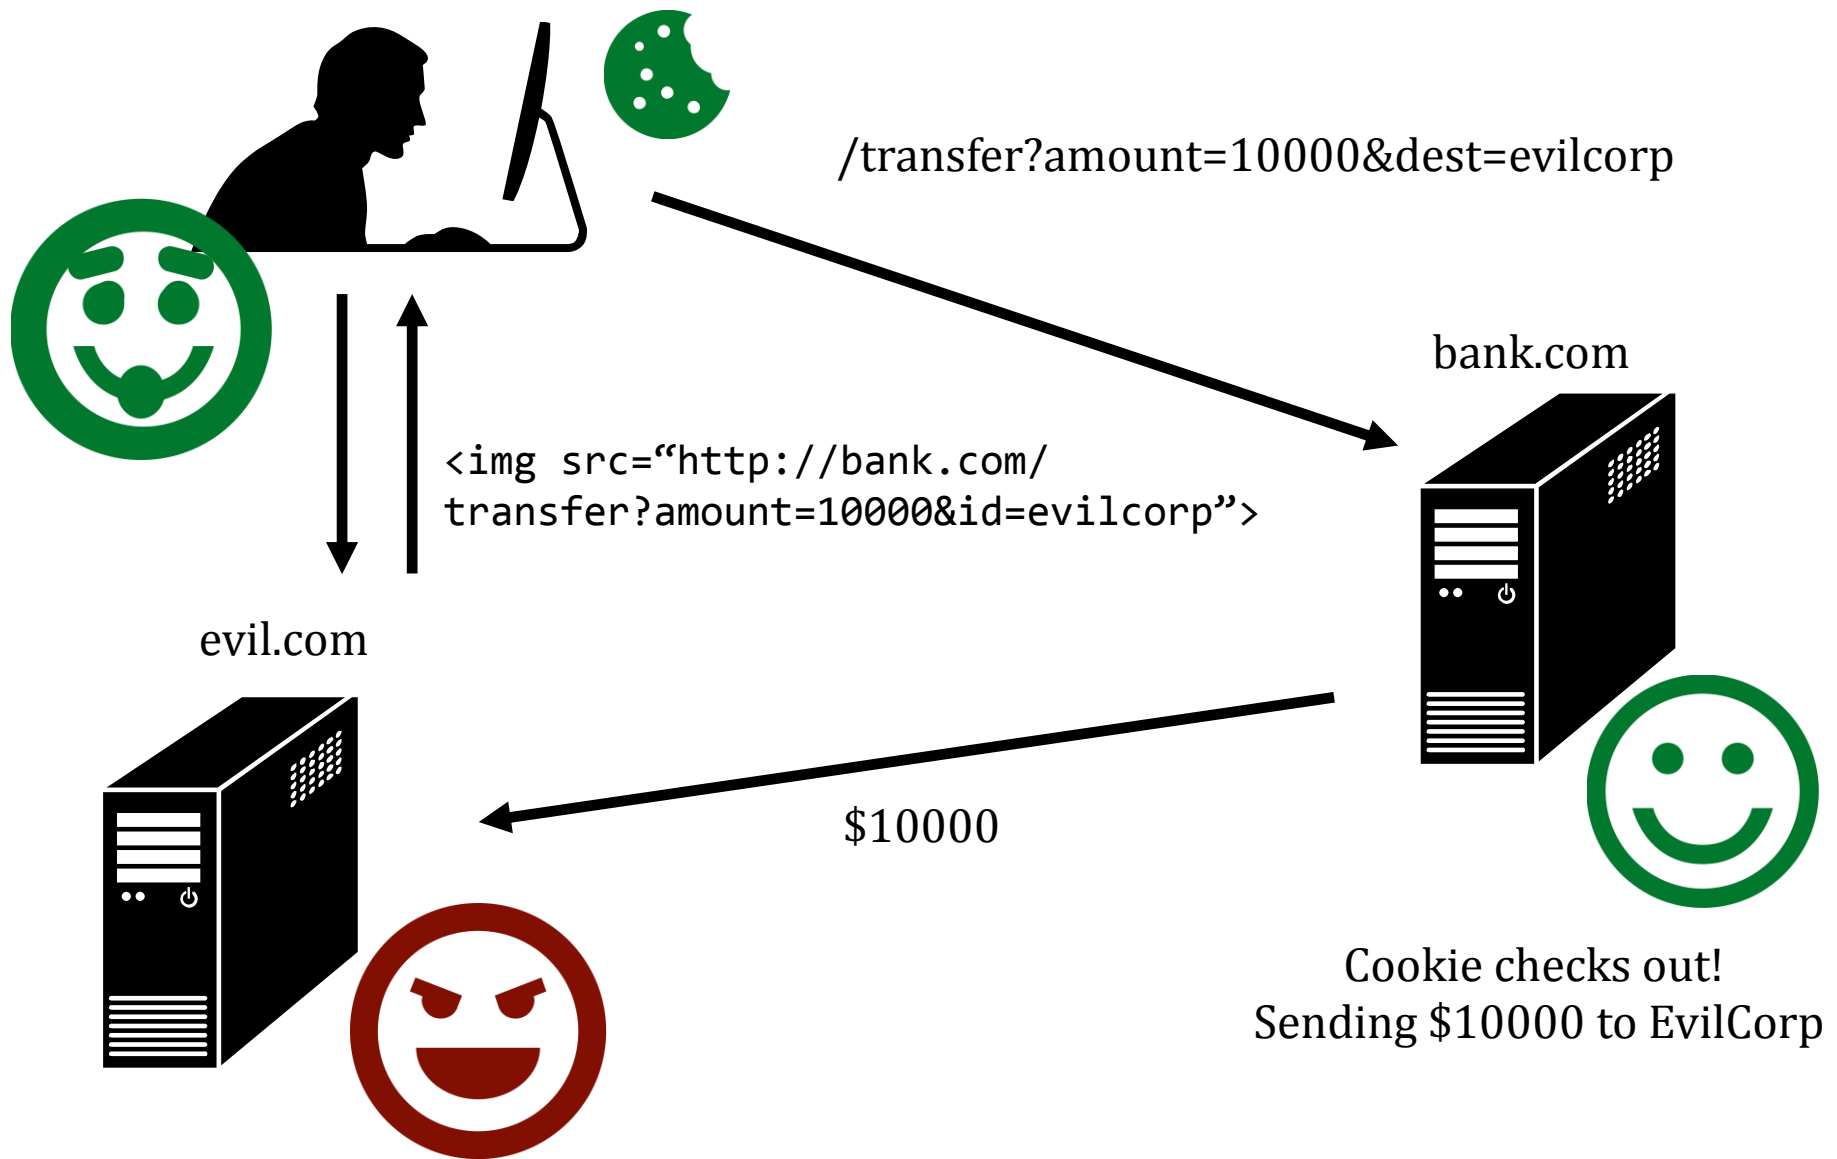 /transfer?amount=10000&dest=evilcorp
bank.com
<img src=“http://bank.com/
transfer?amount=10000&id=evilcorp”>
evil.com
$10000
Cookie checks out!
Sending $10000 to EvilCorp